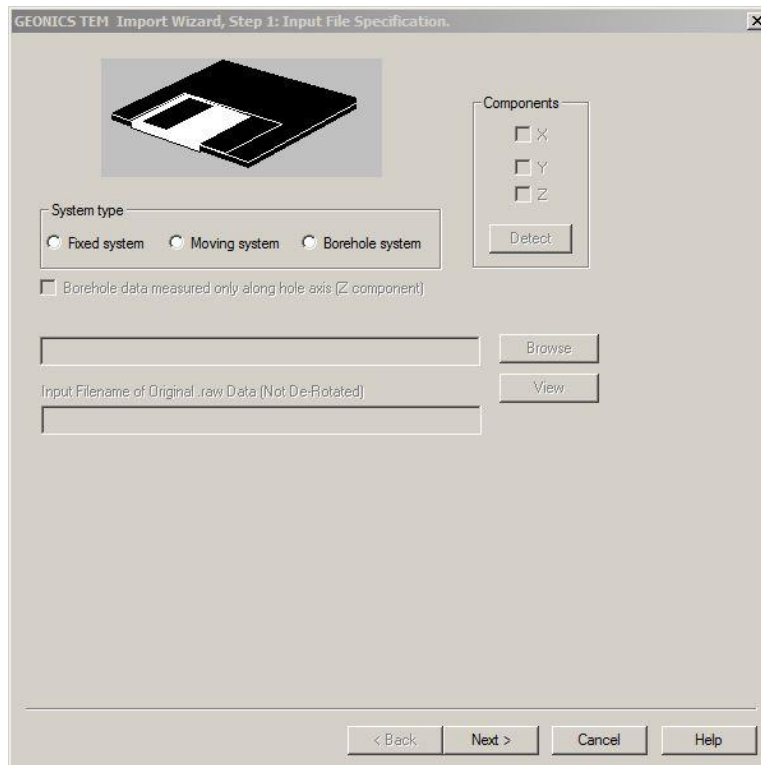 GEONICS TEM Import Wizard, Step 1: Input File Specification.
Components
X
Y
Z
Detect
System type
Fixed system Moving system Borehole system
Borehole data measured only along hole axis (Z component)
Browse
Input Filename of Original .raw Data (Not De-Rotated)
View
< Back Next > Cancel Help